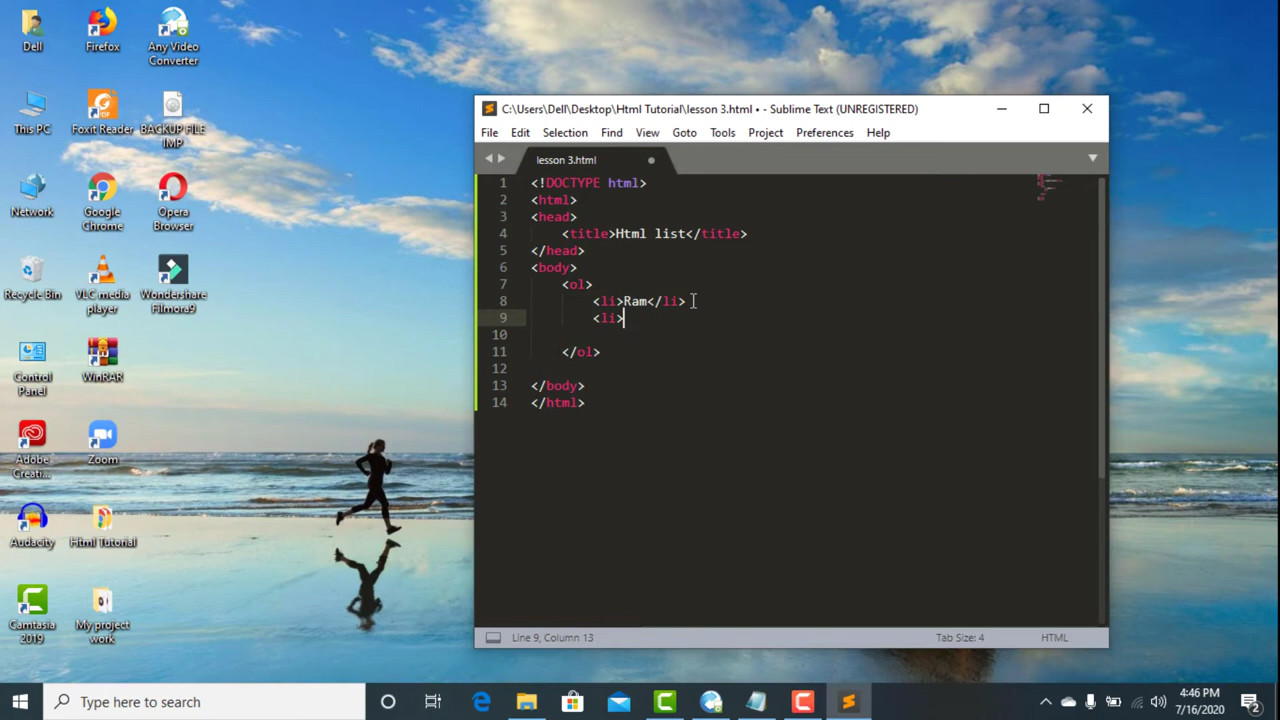 Dell
Firefox
Any Video
Converter
This PC
Foxit Reader
BACKUP FILE
IMP
Network
Google
Chrome
Opera
Browser
Recycle Bin
VLC media
player
Wondershare
Filmora9
Control
Panel
WinRAR
Adobe
Creati...
Zoom
Audacity
Html Tutorial
Camtasia
2019
My project
work
C:\Users\Dell\Desktop\Html Tutorial\lesson 3.html • - Sublime Text (UNREGISTERED)
File Edit Selection Find View Goto Tools Project Preferences Help
lesson 3.html
1 <!DOCTYPE html>
2 <html>
3 <head>
4 <title>Html list</title>
5 </head>
6 <body>
7 <ol>
8 <li>Ram</li>
9 <li>
10
11 </ol>
12
13 </body>
14 </html>
Line 9, Column 13 Tab Size: 4 HTML
Type here to search
4:46 PM
7/16/2020
2